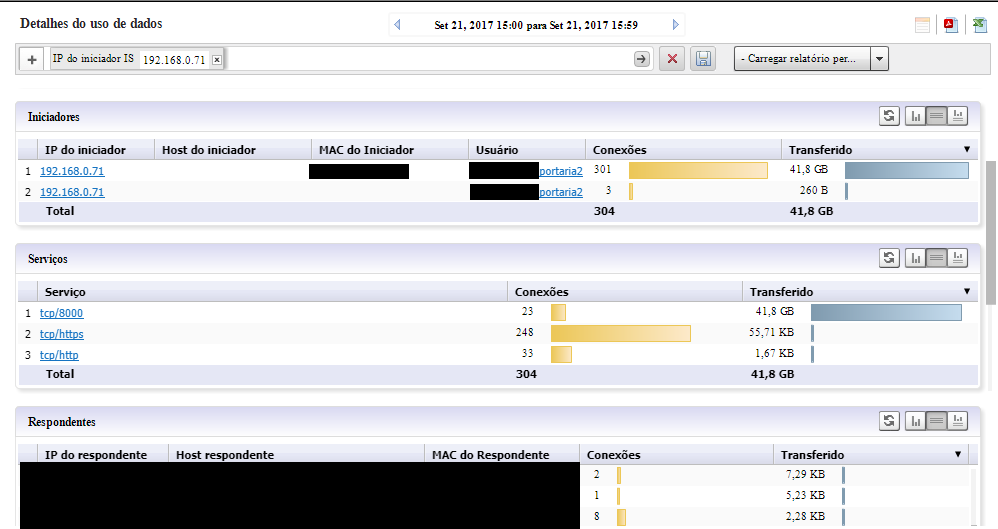 Detalhes do uso de dados
Set 21, 2017 15:00 para Set 21, 2017 15:59
+ IP do iniciador IS 192.168.0.71
- Carregar relatório per...
Iniciadores
IP do iniciador Host do iniciador MAC do Iniciador Usuário Conexões Transferido
1 192.168.0.71 portaria2 301 41,8 GB
2 192.168.0.71 portaria2 3 260 B
Total 304 41,8 GB
Serviços
Serviço Conexões Transferido
1 tcp/8000 23 41,8 GB
2 tcp/https 248 55,71 KB
3 tcp/http 33 1,67 KB
Total 304 41,8 GB
Respondentes
IP do respondente Host respondente MAC do Respondente Conexões Transferido
2 7,29 KB
1 5,23 KB
8 2,28 KB